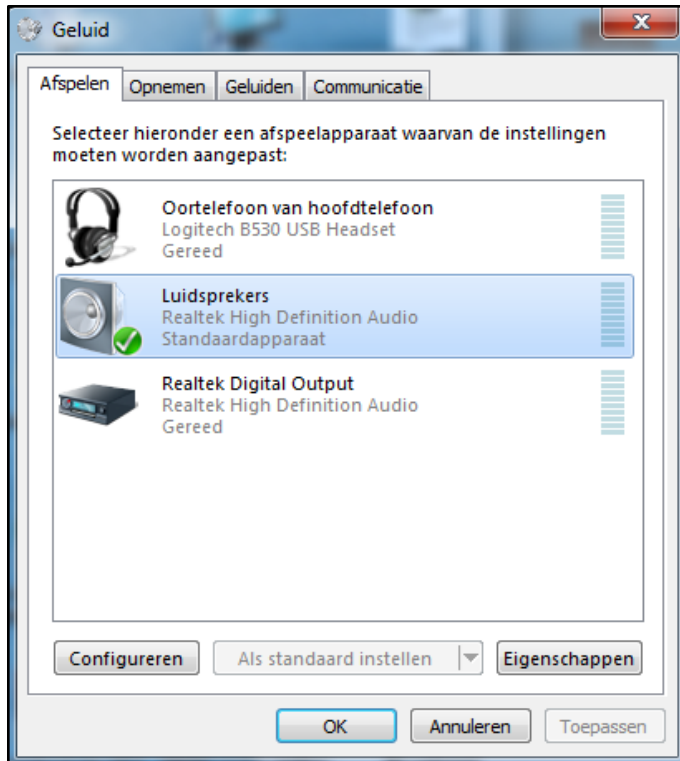 Geluid
Afspelen Opnemen Geluiden Communicatie
Selecteer hieronder een afspeelapparaat waarvan de instellingen
moeten worden aangepast:
Oortelefoon van hoofdtelefoon
Logitech B530 USB Headset
Gereed
Luidsprekers
Realtek High Definition Audio
Standaardapparaat
Realtek Digital Output
Realtek High Definition Audio
Gereed
Configureren Als standaard instellen Eigenschappen
OK Annuleren Toepassen